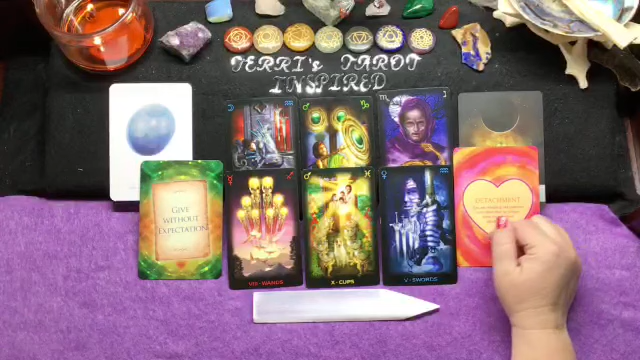 TERRI's TAROT
INSPIRED
GIVE
WITHOUT
EXPECTATION
DETACHMENT
VIII - WANDS
X - CUPS
V - SWORDS